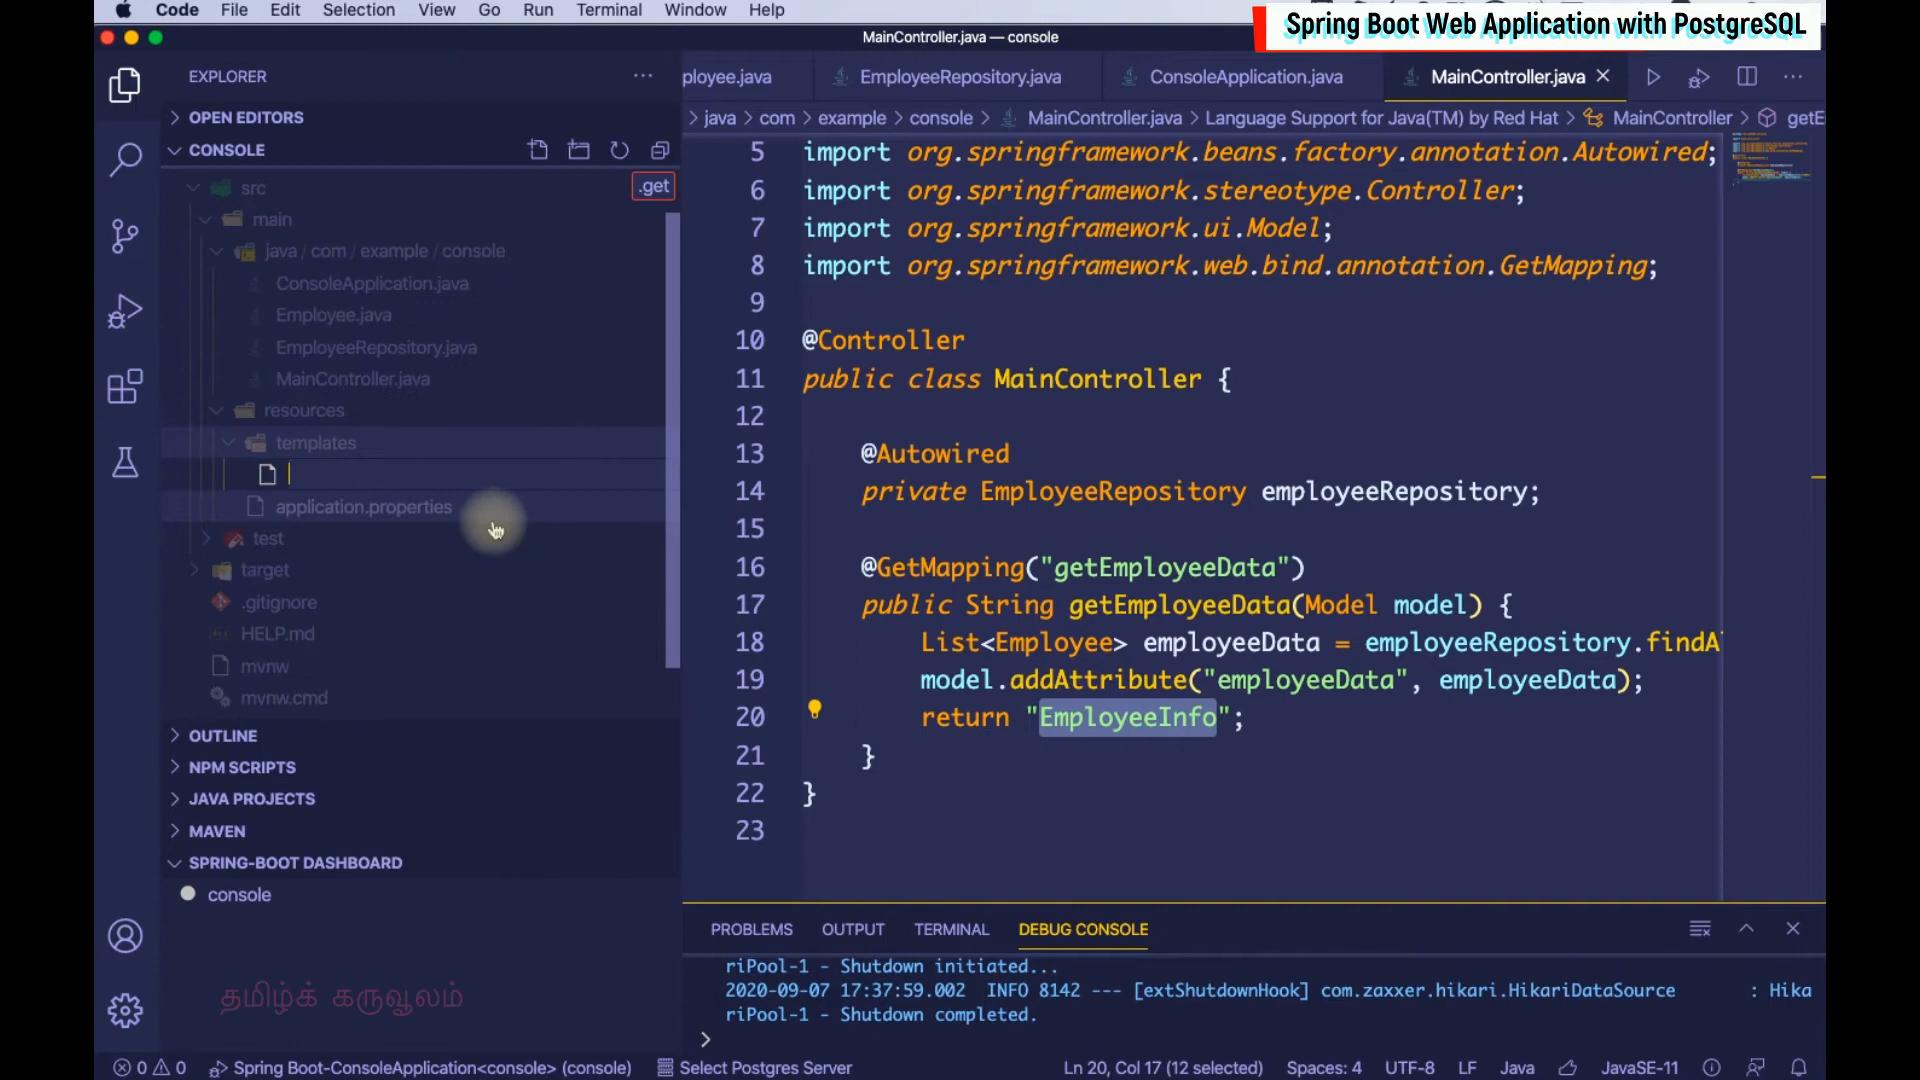 Code File Edit Selection View Go Run Terminal Window Help
Spring Boot Web Application with PostgreSQL
MainController.java — console
EXPLORER
ployee.java EmployeeRepository.java ConsoleApplication.java MainController.java
OPEN EDITORS
java > com > example > console > MainController.java > Language Support for Java(TM) by Red Hat > MainController > getE
CONSOLE
.get
src
main
java / com / example / console
ConsoleApplication.java
Employee.java
EmployeeRepository.java
MainController.java
resources
templates
application.properties
test
target
.gitignore
HELP.md
mvnw
mvnw.cmd
OUTLINE
NPM SCRIPTS
JAVA PROJECTS
MAVEN
SPRING-BOOT DASHBOARD
console
தமிழ்க் கருவூலம்
5 import org.springframework.beans.factory.annotation.Autowired;
6 import org.springframework.stereotype.Controller;
7 import org.springframework.ui.Model;
8 import org.springframework.web.bind.annotation.GetMapping;
9
10 @Controller
11 public class MainController {
12
13 @Autowired
14 private EmployeeRepository employeeRepository;
15
16 @GetMapping("getEmployeeData")
17 public String getEmployeeData(Model model) {
18 List<Employee> employeeData = employeeRepository.findA
19 model.addAttribute("employeeData", employeeData);
20 return "EmployeeInfo";
21 }
22 }
23
PROBLEMS OUTPUT TERMINAL DEBUG CONSOLE
riPool-1 - Shutdown initiated...
2020-09-07 17:37:59.002 INFO 8142 --- [extShutdownHook] com.zaxxer.hikari.HikariDataSource : Hika
riPool-1 - Shutdown completed.
>
0 0 Spring Boot-ConsoleApplication<console> (console) Select Postgres Server Ln 20, Col 17 (12 selected) Spaces: 4 UTF-8 LF Java JavaSE-11